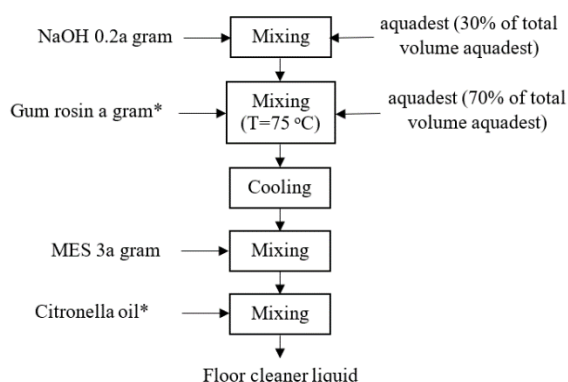 NaOH 0.2a gram
Mixing
aquadest (30% of total
volume aquadest)
Gum rosin a gram*
Mixing
(T=75 °C)
aquadest (70% of total
volume aquadest)
Cooling
MES 3a gram
Mixing
Citronella oil*
Mixing
Floor cleaner liquid